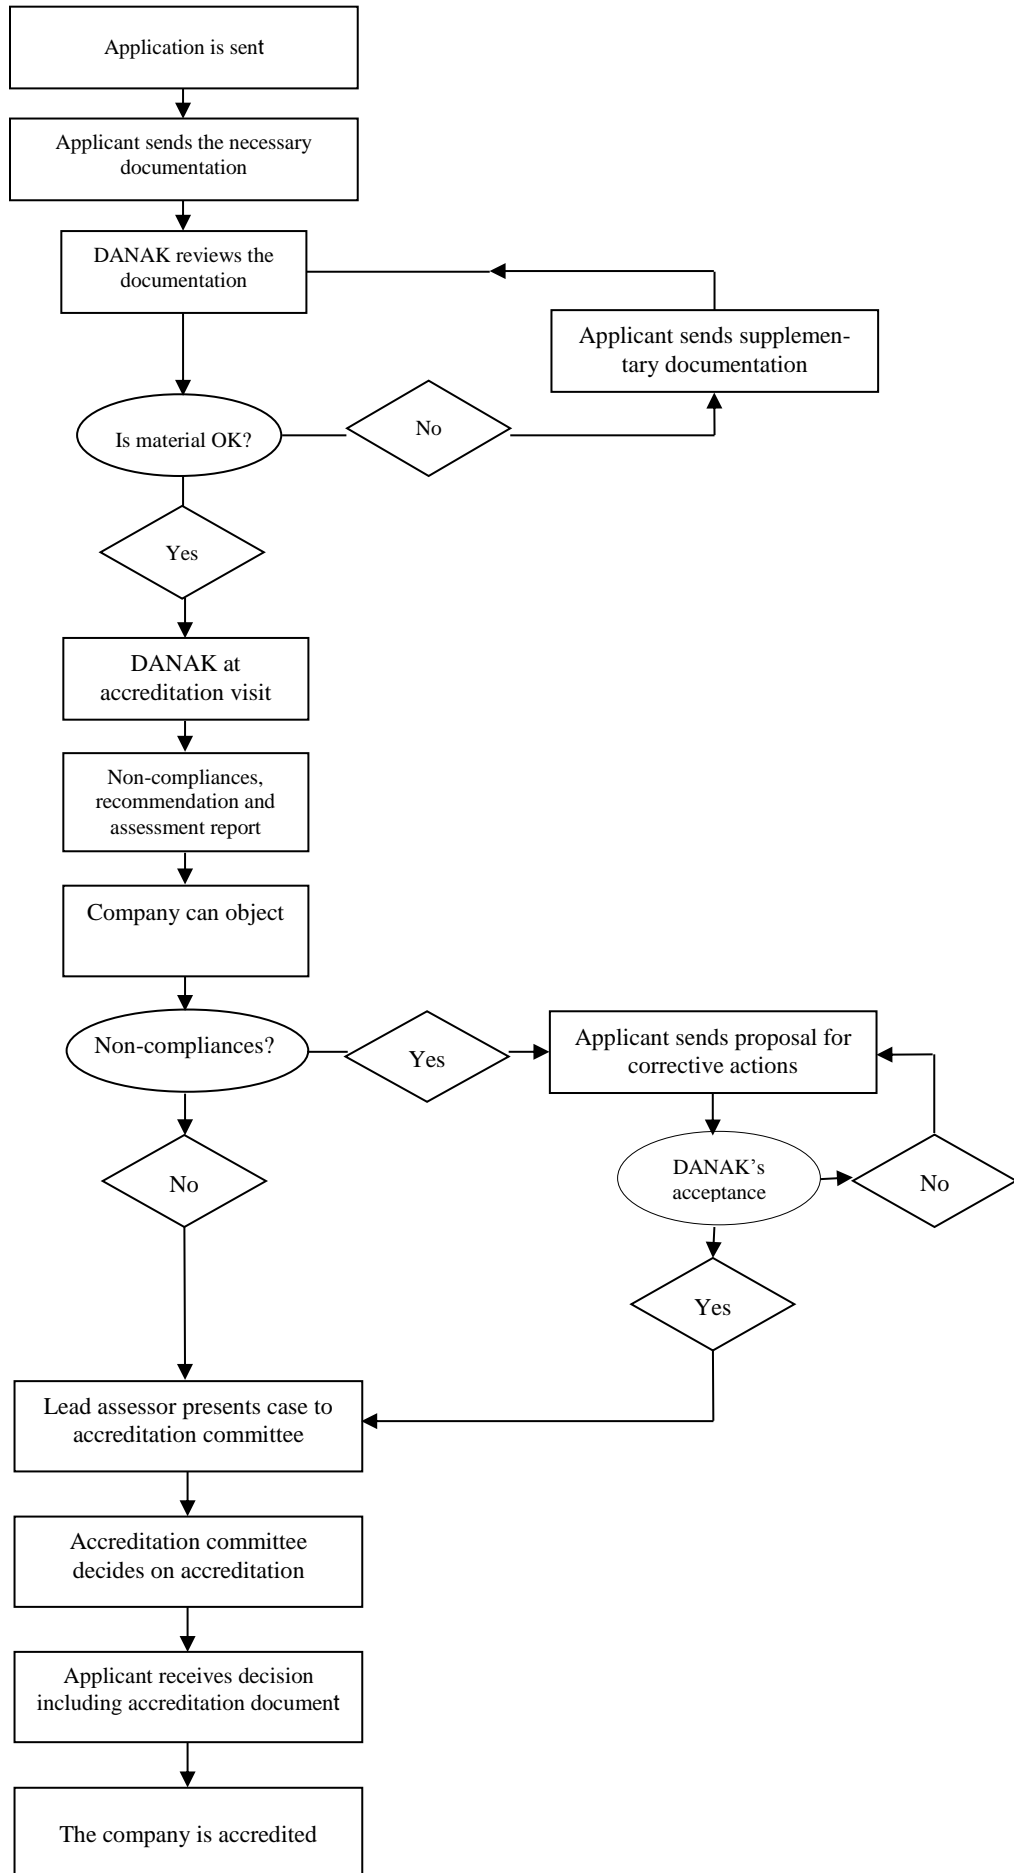 Application is sent
Applicant sends the necessary
documentation
DANAK reviews the
documentation
Applicant sends supplemen-
tary documentation
Is material OK?
No
Yes
DANAK at
accreditation visit
Non-compliances,
recommendation and
assessment report
Company can object
Non-compliances?
Yes
Applicant sends proposal for
corrective actions
DANAK’s
acceptance
No
No
Yes
Lead assessor presents case to
accreditation committee
Accreditation committee
decides on accreditation
Applicant receives decision
including accreditation document
The company is accredited